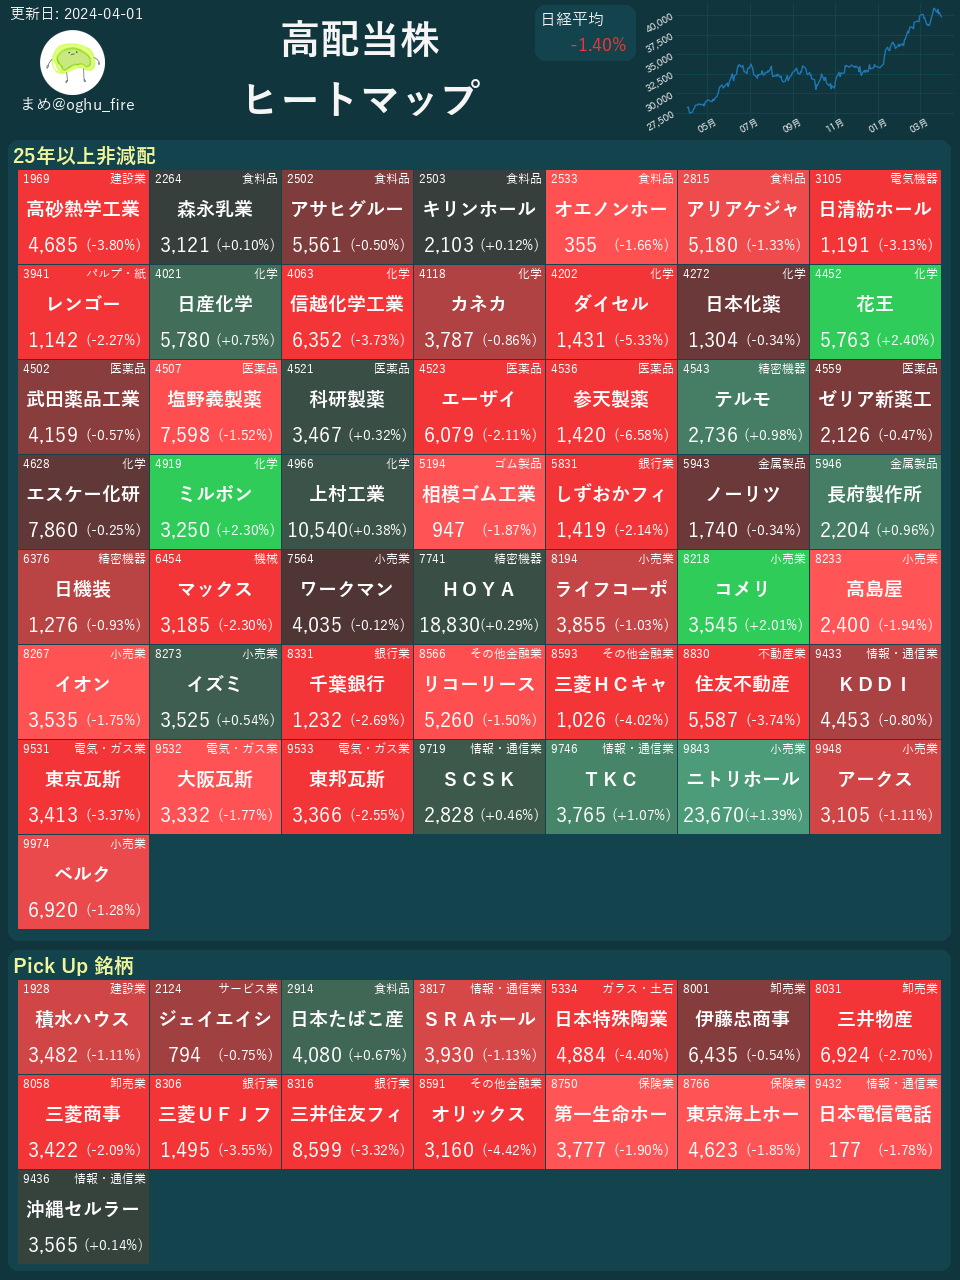 更新日: 2024-04-01
まめ@oghu_fire
高配当株
ヒートマップ
日経平均
-1.40%
40,000
37,500
35,000
32,500
30,000
27,500
05月 07月 09月 11月 01月 03月
25年以上非減配
1969 建設業 2264 食料品 2502 食料品 2503 食料品 2533 食料品 2815 食料品 3105 電気機器
高砂熱学工業 森永乳業 アサヒグルー キリンホール オエノンホー アリアケジャ 日清紡ホール
4,685 (-3.80%) 3,121 (+0.10%) 5,561 (-0.50%) 2,103 (+0.12%) 355 (-1.66%) 5,180 (-1.33%) 1,191 (-3.13%)
3941 パルプ・紙 4021 化学 4063 化学 4118 化学 4202 化学 4272 化学 4452 化学
レンゴー 日産化学 信越化学工業 カネカ ダイセル 日本化薬 花王
1,142 (-2.27%) 5,780 (+0.75%) 6,352 (-3.73%) 3,787 (-0.86%) 1,431 (-5.33%) 1,304 (-0.34%) 5,763 (+2.40%)
4502 医薬品 4507 医薬品 4521 医薬品 4523 医薬品 4536 医薬品 4543 精密機器 4559 医薬品
武田薬品工業 塩野義製薬 科研製薬 エーザイ 参天製薬 テルモ ゼリア新薬工
4,159 (-0.57%) 7,598 (-1.52%) 3,467 (+0.32%) 6,079 (-2.11%) 1,420 (-6.58%) 2,736 (+0.98%) 2,126 (-0.47%)
4628 化学 4919 化学 4966 化学 5194 ゴム製品 5831 銀行業 5943 金属製品 5946 金属製品
エスケー化研 ミルボン 上村工業 相模ゴム工業 しずおかフィ ノーリツ 長府製作所
7,860 (-0.25%) 3,250 (+2.30%) 10,540 (+0.38%) 947 (-1.87%) 1,419 (-2.14%) 1,740 (-0.34%) 2,204 (+0.96%)
6376 精密機器 6454 機械 7564 小売業 7741 精密機器 8194 小売業 8218 小売業 8233 小売業
日機装 マックス ワークマン ＨＯＹＡ ライフコーポ コメリ 高島屋
1,276 (-0.93%) 3,185 (-2.30%) 4,035 (-0.12%) 18,830 (+0.29%) 3,855 (-1.03%) 3,545 (+2.01%) 2,400 (-1.94%)
8267 小売業 8273 小売業 8331 銀行業 8566 その他金融業 8593 その他金融業 8830 不動産業 9433 情報・通信業
イオン イズミ 千葉銀行 リコーリース 三菱ＨＣキャ 住友不動産 ＫＤＤＩ
3,535 (-1.75%) 3,525 (+0.54%) 1,232 (-2.69%) 5,260 (-1.50%) 1,026 (-4.02%) 5,587 (-3.74%) 4,453 (-0.80%)
9531 電気・ガス業 9532 電気・ガス業 9533 電気・ガス業 9719 情報・通信業 9746 情報・通信業 9843 小売業 9948 小売業
東京瓦斯 大阪瓦斯 東邦瓦斯 ＳＣＳＫ ＴＫＣ ニトリホール アークス
3,413 (-3.37%) 3,332 (-1.77%) 3,366 (-2.55%) 2,828 (+0.46%) 3,765 (+1.07%) 23,670 (+1.39%) 3,105 (-1.11%)
9974 小売業
ベルク
6,920 (-1.28%)
Pick Up 銘柄
1928 建設業 2124 サービス業 2914 食料品 3817 情報・通信業 5334 ガラス・土石 8001 卸売業 8031 卸売業
積水ハウス ジェイエイシ 日本たばこ産 ＳＲＡホール 日本特殊陶業 伊藤忠商事 三井物産
3,482 (-1.11%) 794 (-0.75%) 4,080 (+0.67%) 3,930 (-1.13%) 4,884 (-4.40%) 6,435 (-0.54%) 6,924 (-2.70%)
8058 卸売業 8306 銀行業 8316 銀行業 8591 その他金融業 8750 保険業 8766 保険業 9432 情報・通信業
三菱商事 三菱ＵＦＪフ 三井住友フィ オリックス 第一生命ホー 東京海上ホー 日本電信電話
3,422 (-2.09%) 1,495 (-3.55%) 8,599 (-3.32%) 3,160 (-4.42%) 3,777 (-1.90%) 4,623 (-1.85%) 177 (-1.78%)
9436 情報・通信業
沖縄セルラー
3,565 (+0.14%)